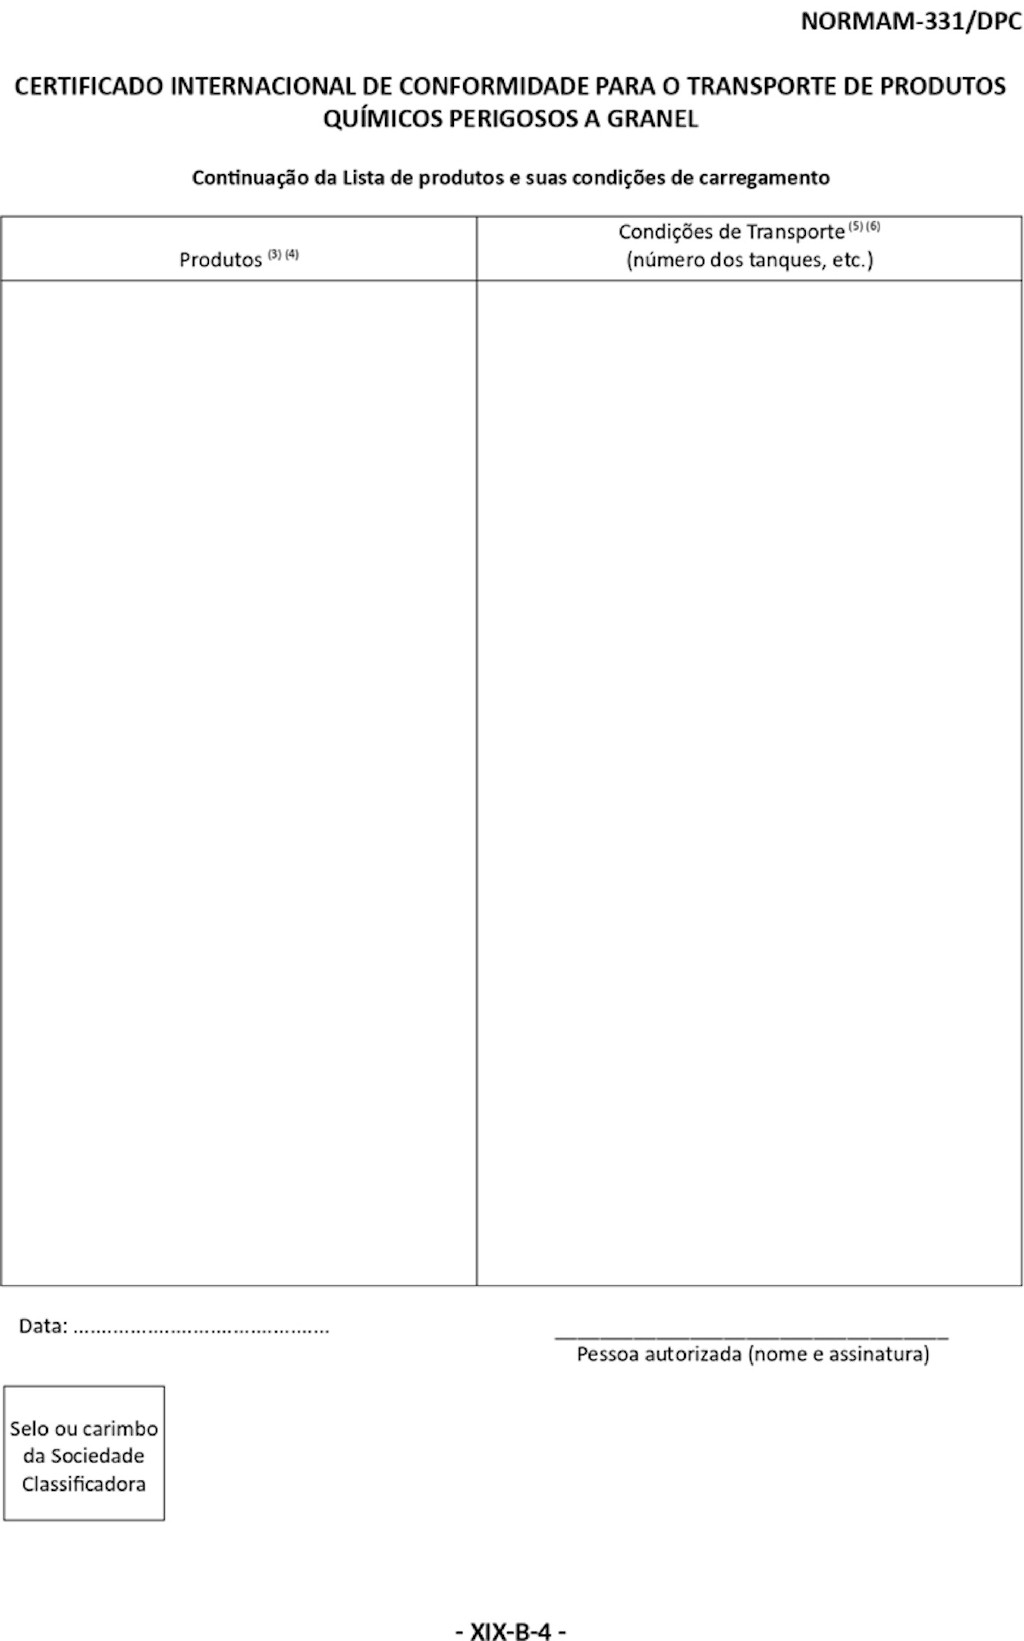 NORMAM-331/DPC
CERTIFICADO INTERNACIONAL DE CONFORMIDADE PARA O TRANSPORTE DE PRODUTOS
QUÍMICOS PERIGOSOS A GRANEL
Continuação da Lista de produtos e suas condições de carregamento
Produtos (3) (4)
Condições de Transporte (5) (6)
(número dos tanques, etc.)
Data: .............................................
Pessoa autorizada (nome e assinatura)
Selo ou carimbo
da Sociedade
Classificadora
- XIX-B-4 -